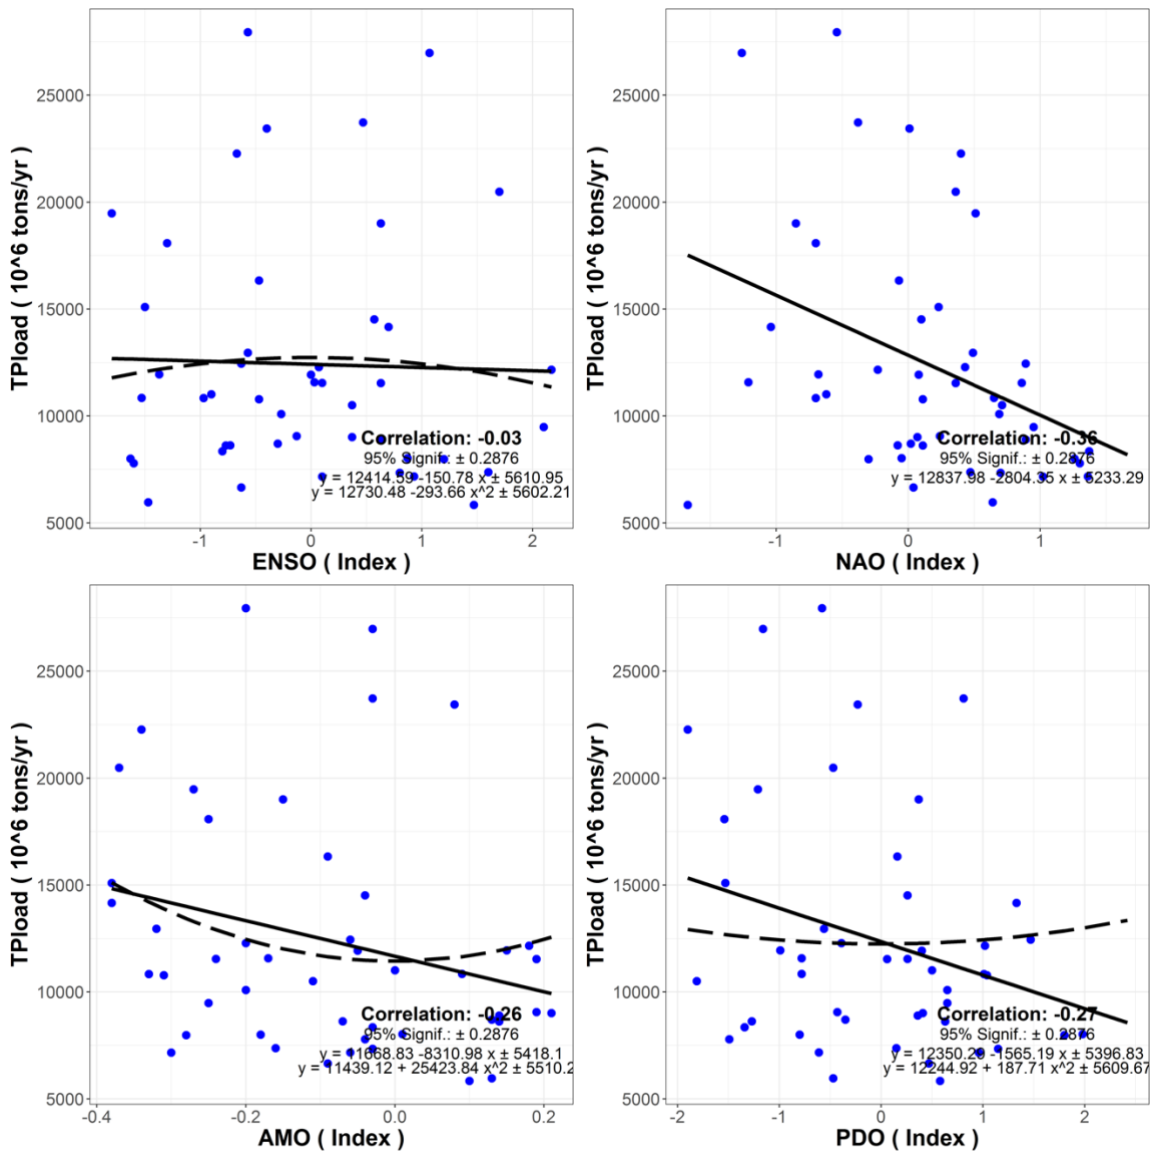 25000
20000
15000
10000
5000
TPload ( 10^6 tons/yr )
Correlation: -0.03
95% Signif.: ± 0.2876
y = 12414.59 -150.78 x ± 5610.95
y = 12730.48 -293.66 x^2 ± 5602.21
-1 0 1 2
ENSO ( Index )
25000
20000
15000
10000
5000
TPload ( 10^6 tons/yr )
Correlation: -0.36
95% Signif.: ± 0.2876
y = 12837.98 -2804.35 x ± 5233.29
-1 0 1
NAO ( Index )
25000
20000
15000
10000
5000
TPload ( 10^6 tons/yr )
Correlation: -0.26
95% Signif.: ± 0.2876
y = 11668.83 -8310.98 x ± 5418.1
y = 11439.12 + 25423.84 x^2 ± 5510.2
-0.4 -0.2 0.0 0.2
AMO ( Index )
25000
20000
15000
10000
5000
TPload ( 10^6 tons/yr )
Correlation: -0.27
95% Signif.: ± 0.2876
y = 12350.29 -1565.19 x ± 5396.83
y = 12244.92 + 187.71 x^2 ± 5609.67
-2 -1 0 1 2
PDO ( Index )